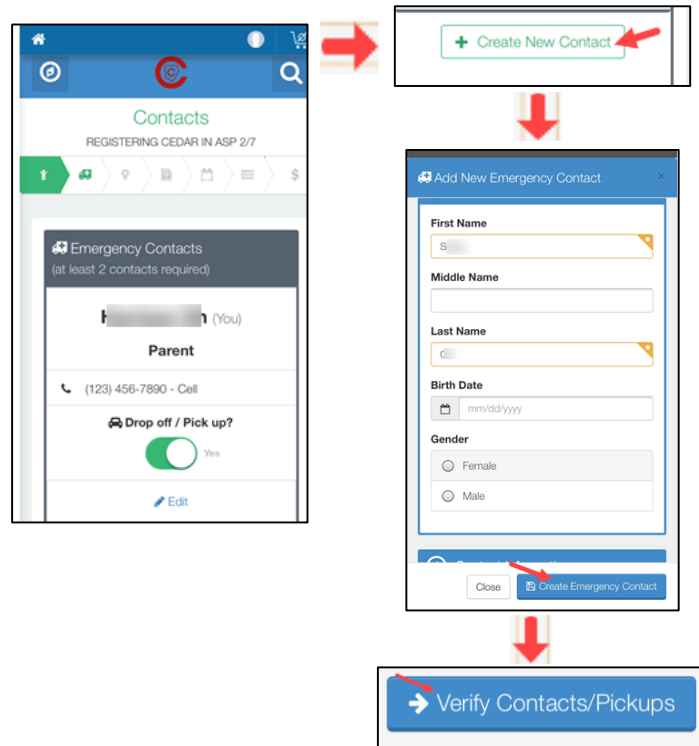 Contacts
REGISTERING CEDAR IN ASP 2/7
$
Emergency Contacts
(at least 2 contacts required)
(You)
Parent
(123) 456-7890 - Cell
Drop off / Pick up?
Yes
Edit
+ Create New Contact
Add New Emergency Contact
×
First Name
S
Middle Name
Last Name
Birth Date
mm/dd/yyyy
Gender
Female
Male
Close
Create Emergency Contact
Verify Contacts/Pickups